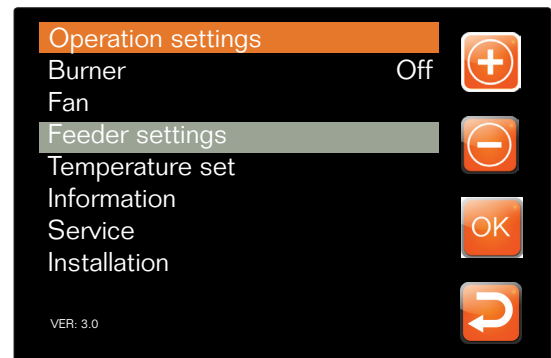 Operation settings
Burner Off
Fan
Feeder settings
Temperature set
Information
Service
Installation
OK
VER: 3.0